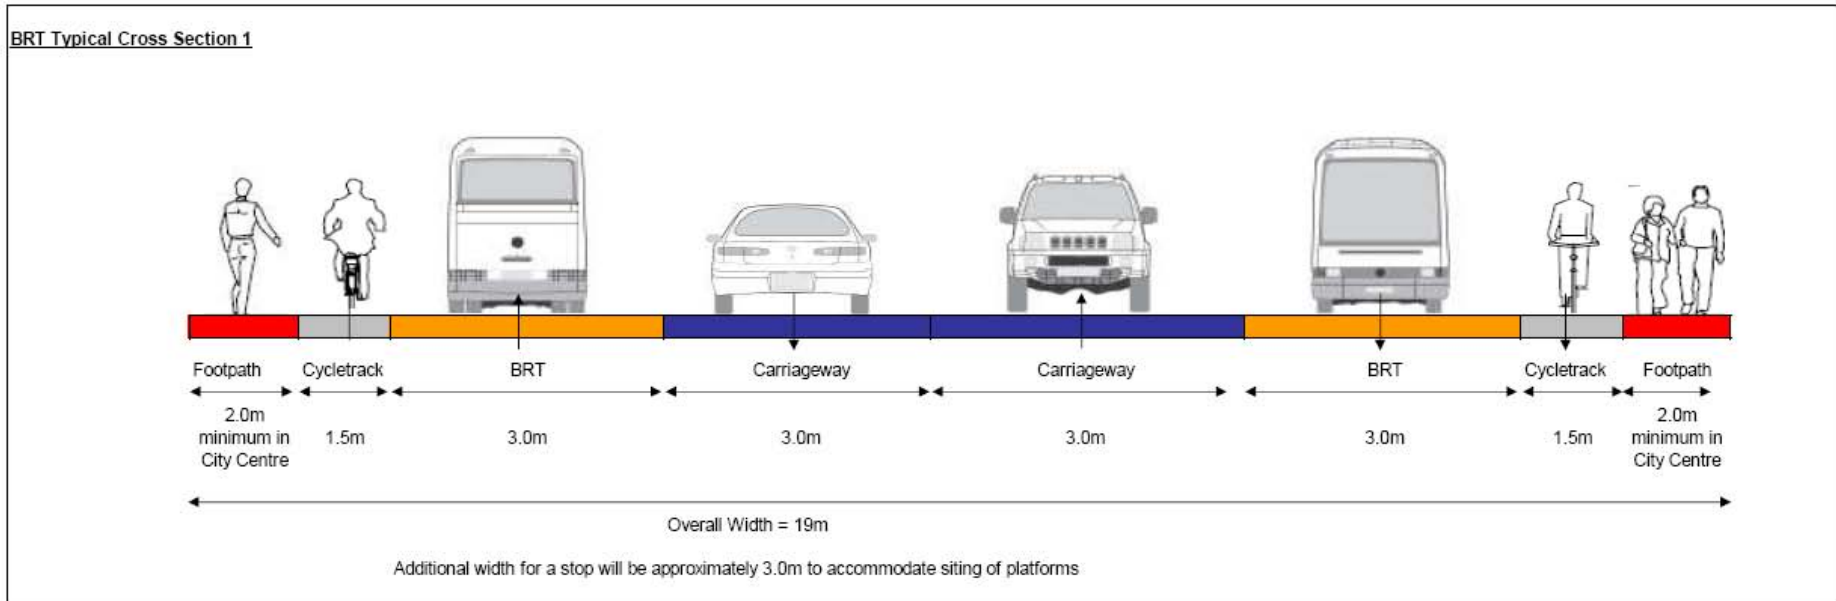 BRT Typical Cross Section 1
Footpath Cycletrack BRT Carriageway Carriageway BRT Cycletrack Footpath
2.0m minimum in City Centre
1.5m
3.0m
3.0m
3.0m
3.0m
1.5m
2.0m minimum in City Centre
Overall Width = 19m
Additional width for a stop will be approximately 3.0m to accommodate siting of platforms